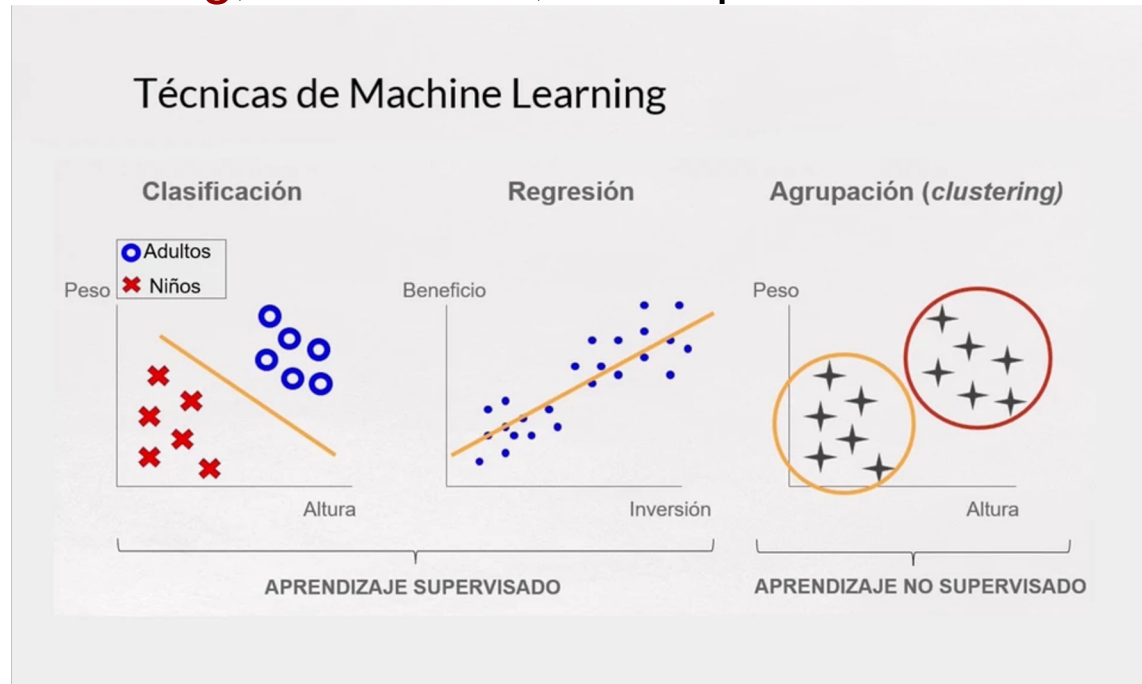 Técnicas de Machine Learning
Clasificación
Adultos
Niños
Peso
Altura
Regresión
Beneficio
Inversión
Agrupación (clustering)
Peso
Altura
APRENDIZAJE SUPERVISADO
APRENDIZAJE NO SUPERVISADO